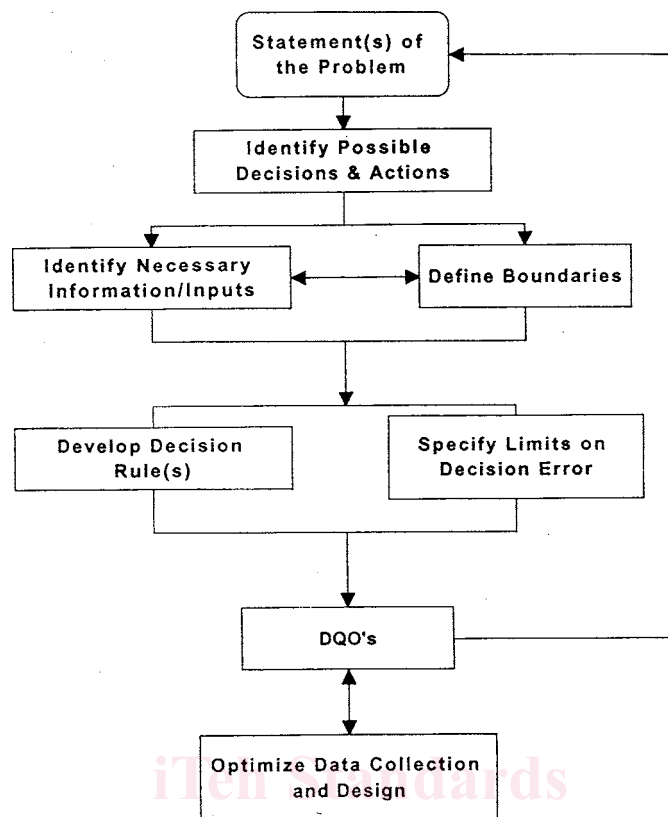 Statement(s) of
the Problem
Identify Possible
Decisions & Actions
Identify Necessary
Information/Inputs
Define Boundaries
Develop Decision
Rule(s)
Specify Limits on
Decision Error
DQO's
Optimize Data Collection
and Design
iTeh Standards